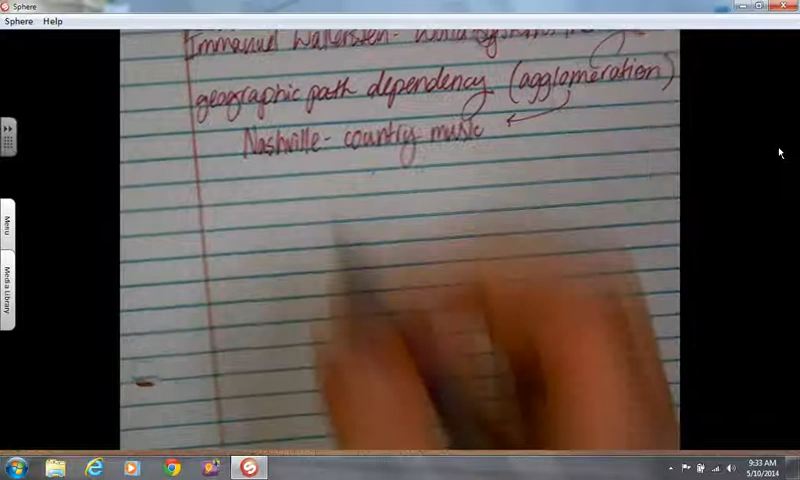 Sphere
Sphere Help
Immanuel Wallerstein -
geographic path dependency (agglomeration)
Nashville - country music
Menu
Media Library
9:33 AM
5/10/2014